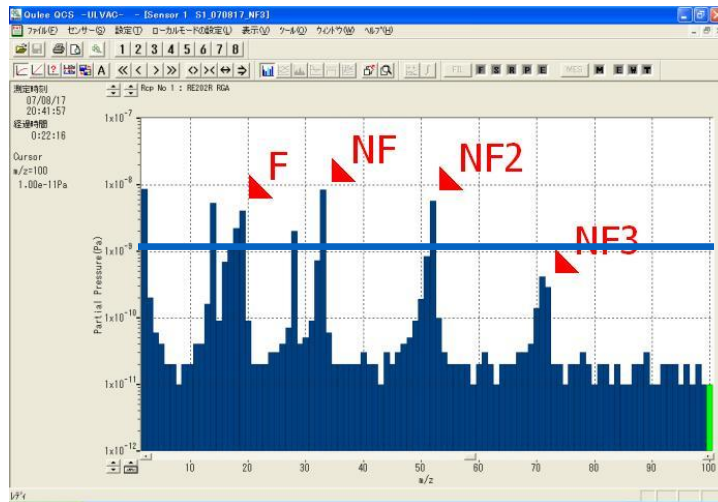 Qulee QCS -ULVAC- - [Sensor 1 S1_070817_NF3]
ファイル(F) センサー(S) 設定(T) ローカルモードの設定(L) 表示(V) ツール(O) ウィンドウ(W) ヘルプ(H)
1 2 3 4 5 6 7 8
A FIL F S R P E MES M E W T
測定時刻
07/08/17
20:41:57
経過時間
0:22:16
Cursor
m/z=100
1.00e-11Pa
Rcp No 1 : RE202R RGA
F
NF
NF2
NF3
Partial Pressure(Pa)
1x10⁻⁷
1x10⁻⁸
1x10⁻⁹
1x10⁻¹⁰
1x10⁻¹¹
1x10⁻¹²
10 20 30 40 50 60 70 80 90 100
m/z
レディ